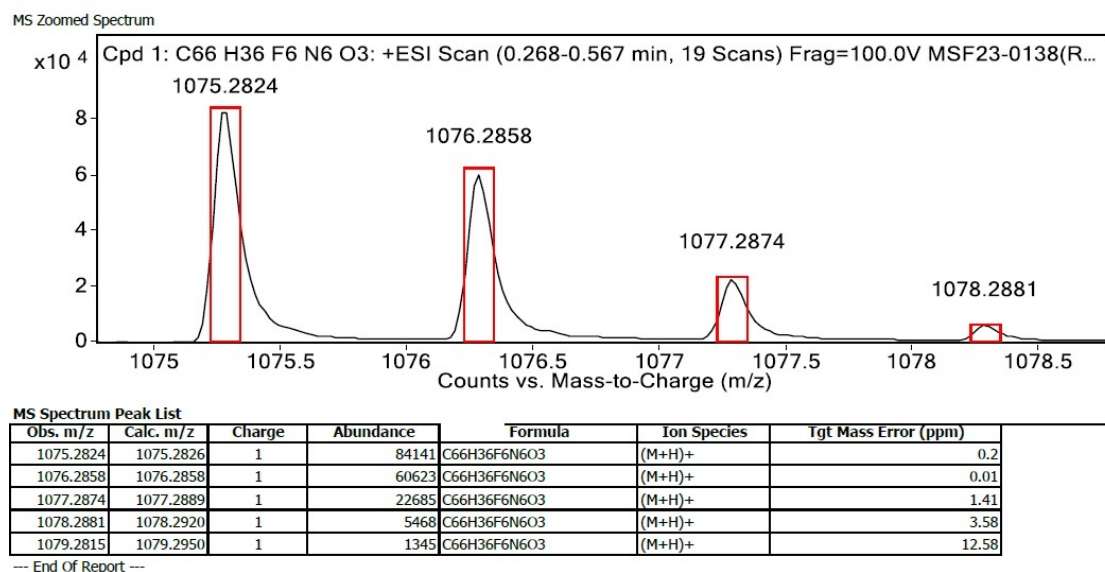 MS Zoomed Spectrum
x10 4 Cpd 1: C66 H36 F6 N6 O3: +ESI Scan (0.268-0.567 min, 19 Scans) Frag=100.0V MSF23-0138(R...
1075.2824
8
1076.2858
6
4
1077.2874
2
1078.2881
0
1075 1075.5 1076 1076.5 1077 1077.5 1078 1078.5
Counts vs. Mass-to-Charge (m/z)
MS Spectrum Peak List
Obs. m/z Calc. m/z Charge Abundance Formula Ion Species Tgt Mass Error (ppm)
1075.2824 1075.2826 1 84141 C66H36F6N6O3 (M+H)+ 0.2
1076.2858 1076.2858 1 60623 C66H36F6N6O3 (M+H)+ 0.01
1077.2874 1077.2889 1 22685 C66H36F6N6O3 (M+H)+ 1.41
1078.2881 1078.2920 1 5468 C66H36F6N6O3 (M+H)+ 3.58
1079.2815 1079.2950 1 1345 C66H36F6N6O3 (M+H)+ 12.58
--- End Of Report ---